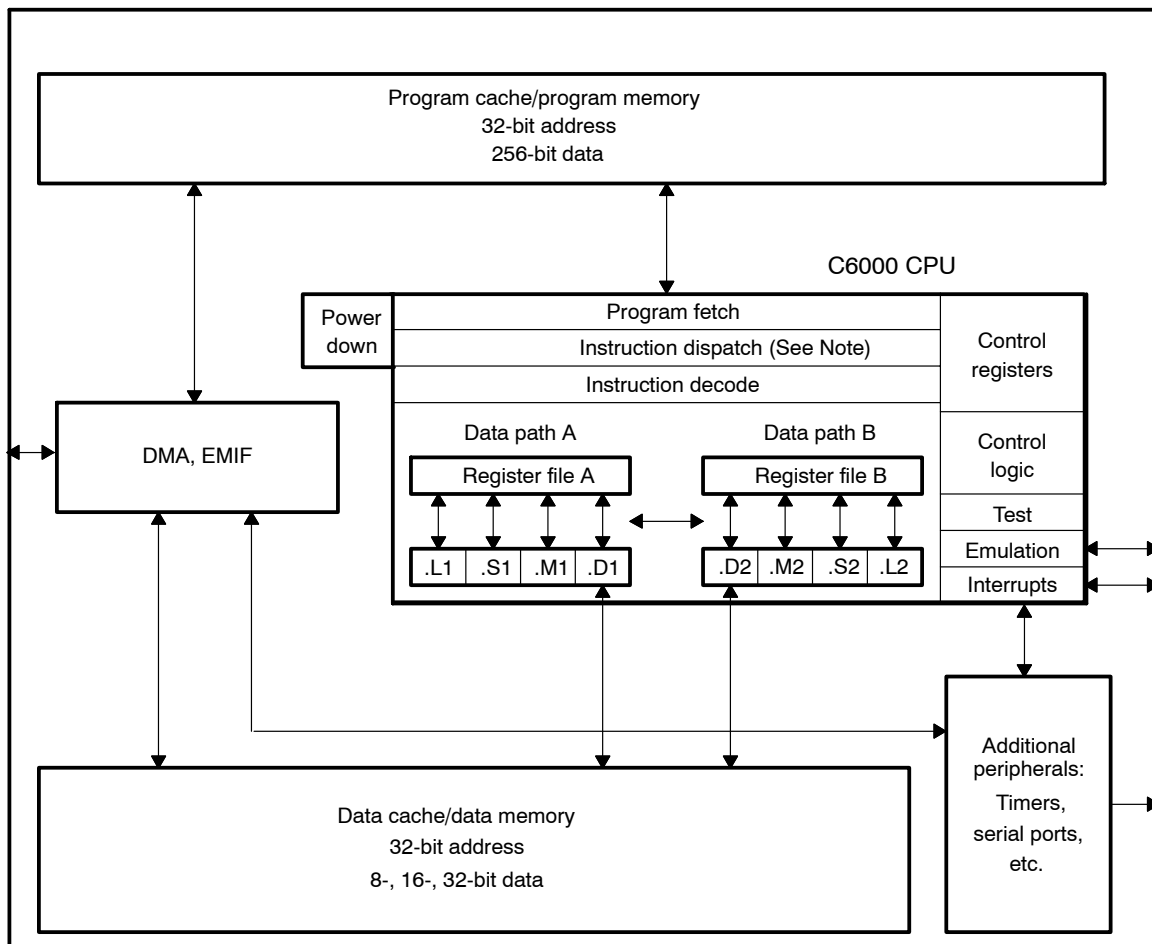 Program cache/program memory
32-bit address
256-bit data
C6000 CPU
Power
down
Program fetch
Instruction dispatch (See Note)
Instruction decode
Control
registers
Data path A
Data path B
Register file A
Register file B
Control
logic
Test
Emulation
Interrupts
.L1 .S1 .M1 .D1
.D2 .M2 .S2 .L2
DMA, EMIF
Data cache/data memory
32-bit address
8-, 16-, 32-bit data
Additional
peripherals:
Timers,
serial ports,
etc.